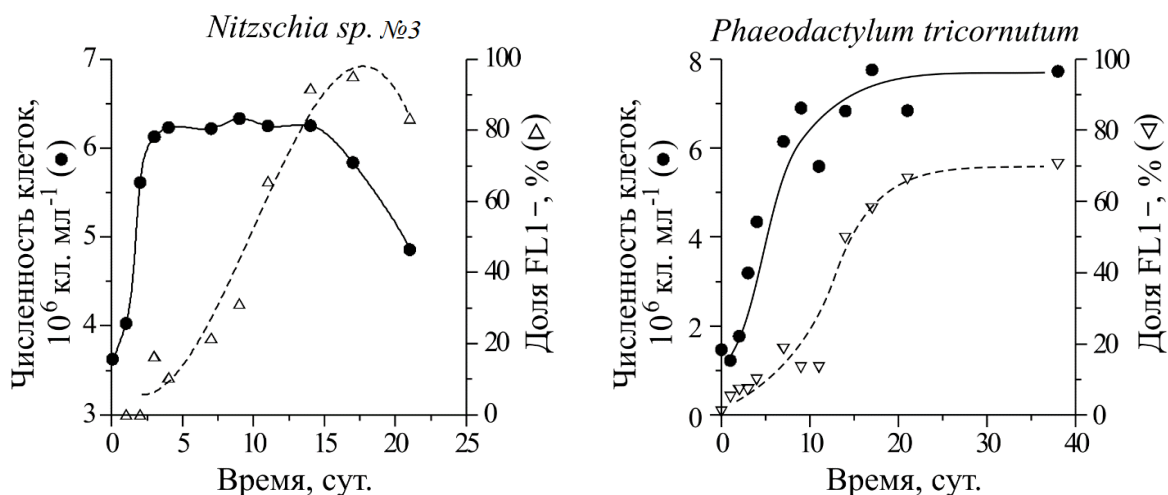 Nitzschia sp. №3
Численность клеток,
10⁶ кл. мл⁻¹ (●)
7
6
5
4
3
0 5 10 15 20 25
Время, сут.
100
80
60
40
20
0
Доля FL1–, % (△)
Phaeodactylum tricornutum
Численность клеток,
10⁶ кл. мл⁻¹ (●)
8
6
4
2
0
0 10 20 30 40
Время, сут.
100
80
60
40
20
0
Доля FL1–, % (▽)